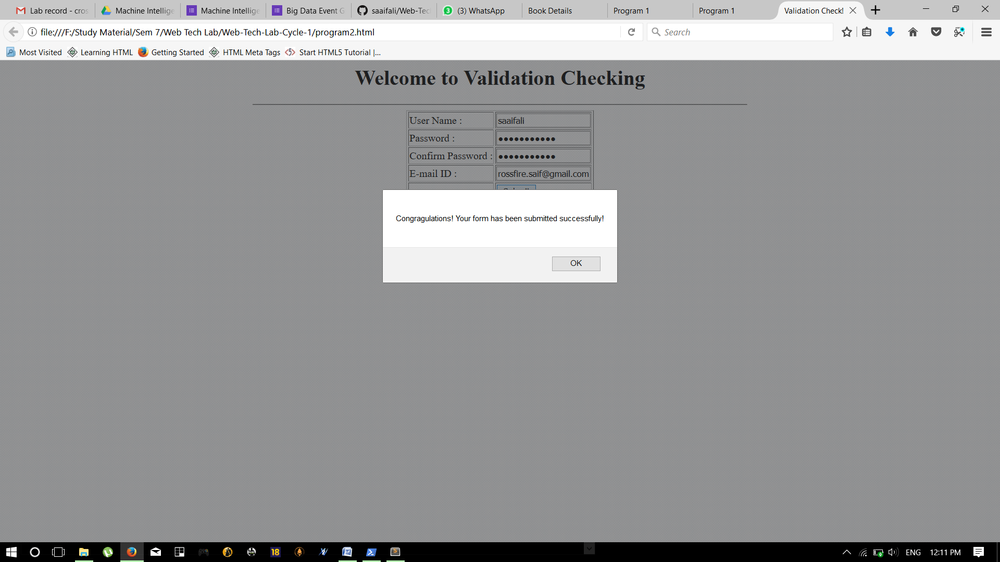 Lab record - cros
Machine Intellige
Machine Intellige
Big Data Event G
saaifali/Web-Tec
3 (3) WhatsApp
Book Details
Program 1
Program 1
Validation Check!
file:///F:/Study Material/Sem 7/Web Tech Lab/Web-Tech-Lab-Cycle-1/program2.html
Search
Most Visited
Learning HTML
Getting Started
HTML Meta Tags
Start HTML5 Tutorial |...
Welcome to Validation Checking
User Name : saaifali
Password : ●●●●●●●●●●●
Confirm Password : ●●●●●●●●●●●
E-mail ID : rossfire.saif@gmail.com
Congragulations! Your form has been submitted successfully!
OK
18
ENG
12:11 PM